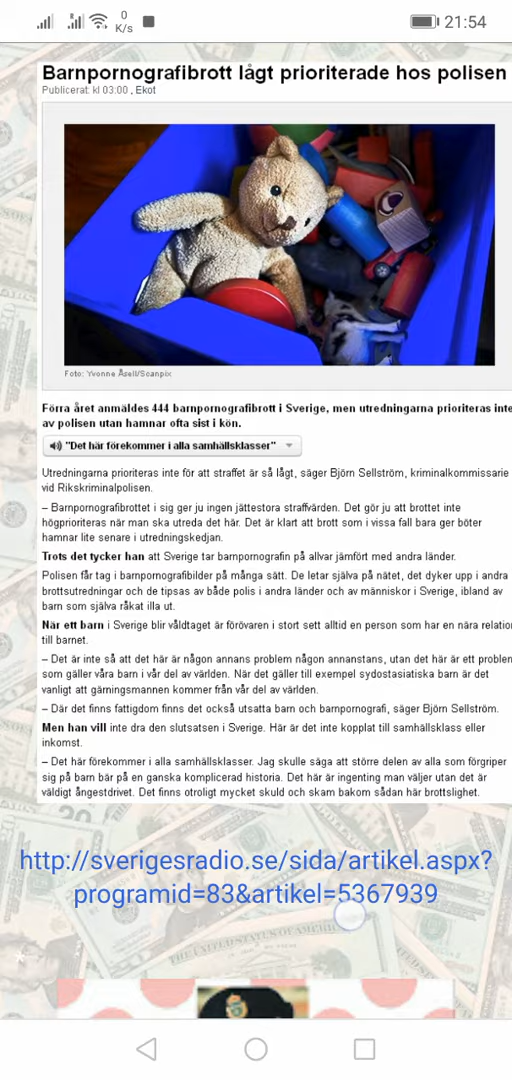 0
K/s
21:54
Barnpornografibrott lågt prioriterade hos polisen
Publicerat: kl 03:00 , Ekot
Foto: Yvonne Åsell/Scanpix
Förra året anmäldes 444 barnpornografibrott i Sverige, men utredningarna prioriteras inte
av polisen utan hamnar ofta sist i kön.
"Det här förekommer i alla samhällsklasser"
Utredningarna prioriteras inte för att straffet är så lågt, säger Björn Sellström, kriminalkommissarie
vid Rikskriminalpolisen.
– Barnpornografibrottet i sig ger ju ingen jättestora straffvärden. Det gör ju att brottet inte
högprioriteras när man ska utreda det här. Det är klart att brott som i vissa fall bara ger böter
hamnar lite senare i utredningskedjan.
Trots det tycker han att Sverige tar barnpornografin på allvar jämfört med andra länder.
Polisen får tag i barnpornografibilder på många sätt. De letar själva på nätet, det dyker upp i andra
brottsutredningar och de tipsas av både polis i andra länder och av människor i Sverige, ibland av
barn som själva råkat illa ut.
När ett barn i Sverige blir våldtaget är förövaren i stort sett alltid en person som har en nära relation
till barnet.
– Det är inte så att det här är någon annans problem någon annanstans, utan det här är ett problem
som gäller våra barn i vår del av världen. När det gäller till exempel sydostasiatiska barn är det
vanligt att gärningsmannen kommer från vår del av världen.
– Där det finns fattigdom finns det också utsatta barn och barnpornografi, säger Björn Sellström.
Men han vill inte dra den slutsatsen i Sverige. Här är det inte kopplat till samhällsklass eller
inkomst.
– Det här förekommer i alla samhällsklasser. Jag skulle säga att större delen av alla som förgriper
sig på barn bär på en ganska komplicerad historia. Det här är ingenting man väljer utan det är
väldigt ångestdrivet. Det finns otroligt mycket skuld och skam bakom sådan här brottslighet.
http://sverigesradio.se/sida/artikel.aspx?
programid=83&artikel=5367939
*